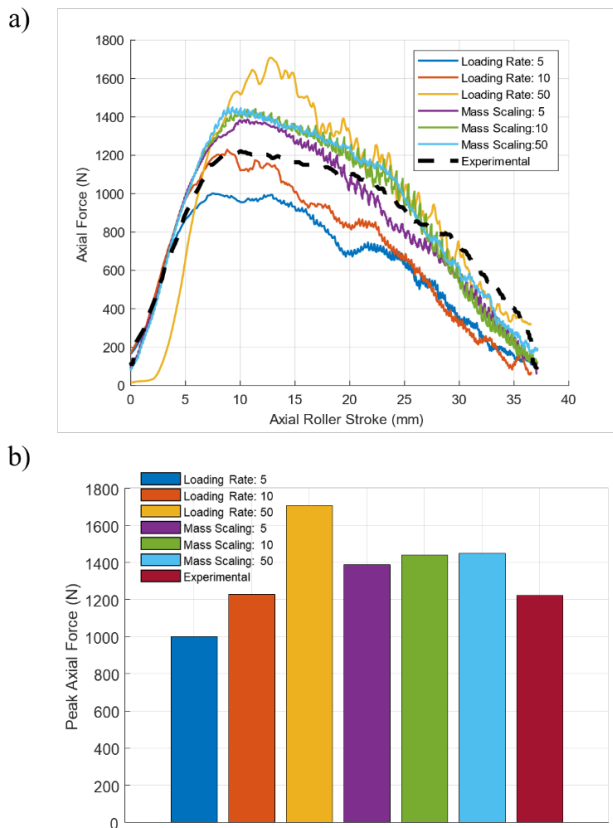 a)
1800
1600
1400
1200
1000
800
600
400
200
0
Axial Force (N)
Loading Rate: 5
Loading Rate: 10
Loading Rate: 50
Mass Scaling: 5
Mass Scaling:10
Mass Scaling:50
Experimental
0 5 10 15 20 25 30 35 40
Axial Roller Stroke (mm)
b)
1800
1600
1400
1200
1000
800
600
400
200
0
Peak Axial Force (N)
Loading Rate: 5
Loading Rate: 10
Loading Rate: 50
Mass Scaling: 5
Mass Scaling: 10
Mass Scaling: 50
Experimental